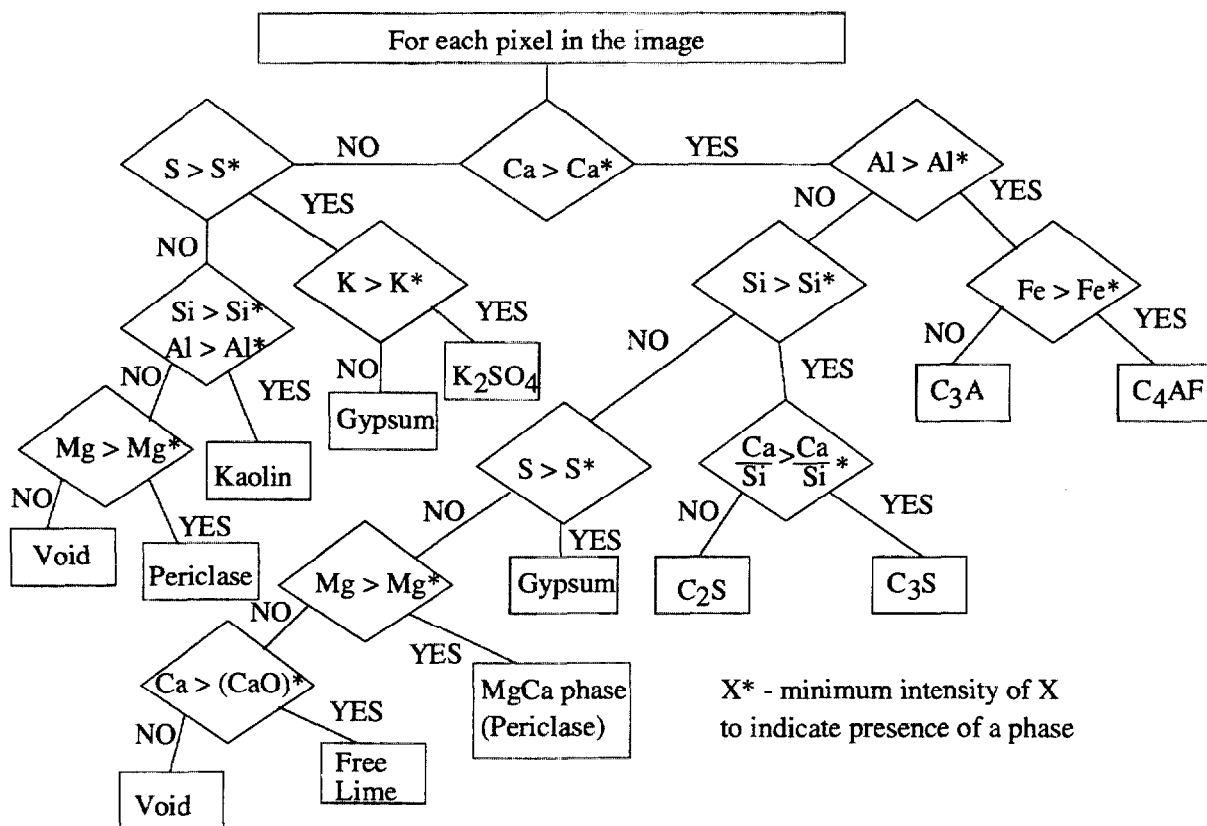 For each pixel in the image
S > S*
NO
Ca > Ca*
YES
Al > Al*
YES
NO
YES
NO
K > K*
Si > Si*
Fe > Fe*
Si > Si*
Al > Al*
YES
NO
YES
NO
NO
YES
NO
YES
K₂SO₄
C₃A
C₄AF
Gypsum
Mg > Mg*
Kaolin
S > S*
Ca/Si > Ca/Si*
NO
NO
NO
YES
YES
YES
Void
Periclase
Mg > Mg*
Gypsum
C₂S
C₃S
NO
YES
Ca > (CaO)*
MgCa phase
(Periclase)
X* - minimum intensity of X
to indicate presence of a phase
NO
YES
Void
Free
Lime